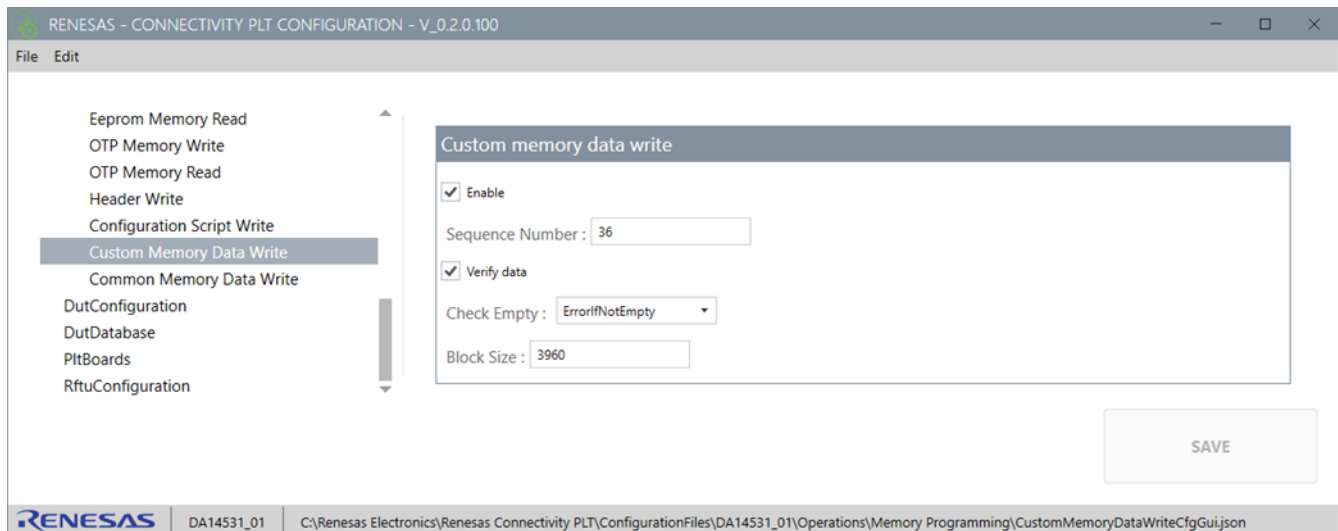 RENESAS - CONNECTIVITY PLT CONFIGURATION - V_0.2.0.100
File Edit
Eeprom Memory Read
OTP Memory Write
OTP Memory Read
Header Write
Configuration Script Write
Custom Memory Data Write
Common Memory Data Write
DutConfiguration
DutDatabase
PltBoards
RftuConfiguration
Custom memory data write
Enable
Sequence Number : 36
Verify data
Check Empty : ErrorIfNotEmpty
Block Size : 3960
SAVE
RENESAS DA14531_01 C:\Renesas Electronics\Renesas Connectivity PLT\ConfigurationFiles\DA14531_01\Operations\Memory Programming\CustomMemoryDataWriteCfgGui.json